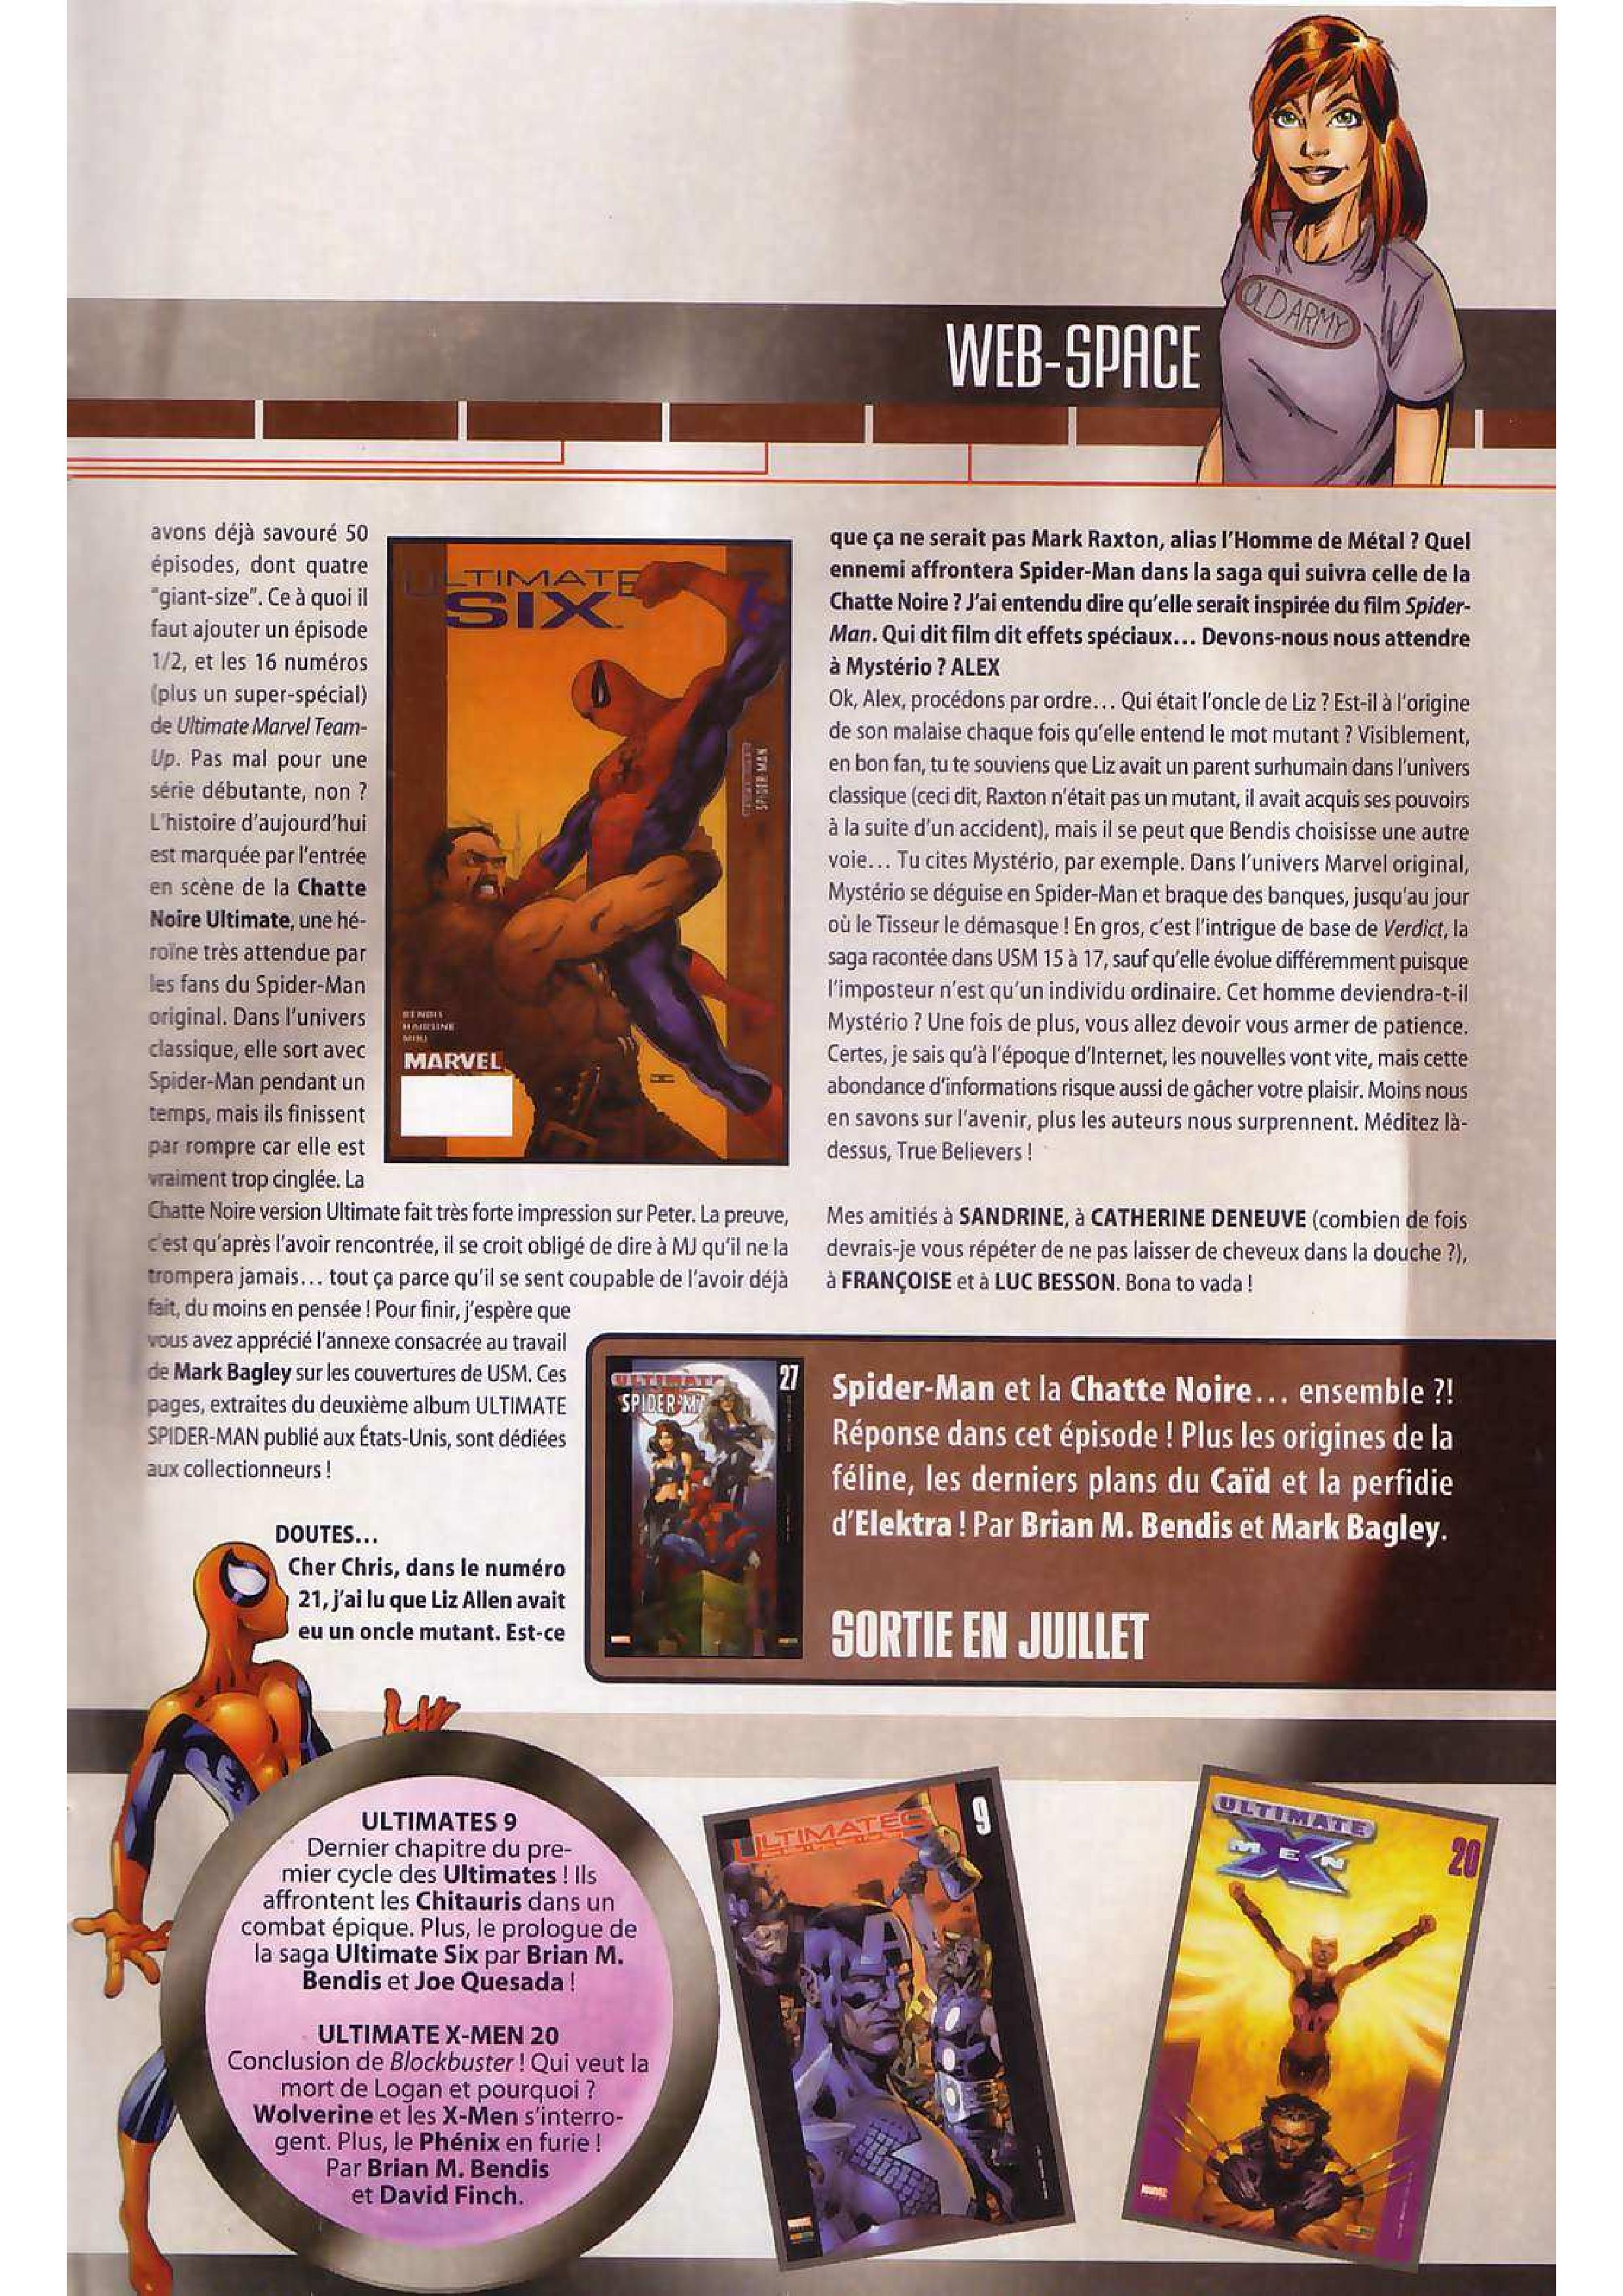 OLD ARMY
WEB-SPACE
avons déjà savouré 50
épisodes, dont quatre
"giant-size". Ce à quoi il
faut ajouter un épisode
1/2, et les 16 numéros
(plus un super-spécial)
de Ultimate Marvel Team-
Up. Pas mal pour une
série débutante, non ?
L'histoire d'aujourd'hui
est marquée par l'entrée
en scène de la Chatte
Noire Ultimate, une hé-
roïne très attendue par
les fans du Spider-Man
original. Dans l'univers
classique, elle sort avec
Spider-Man pendant un
temps, mais ils finissent
par rompre car elle est
vraiment trop cinglée. La
Chatte Noire version Ultimate fait très forte impression sur Peter. La preuve,
c'est qu'après l'avoir rencontrée, il se croit obligé de dire à MJ qu'il ne la
trompera jamais... tout ça parce qu'il se sent coupable de l'avoir déjà
fait, du moins en pensée ! Pour finir, j'espère que
vous avez apprécié l'annexe consacrée au travail
de Mark Bagley sur les couvertures de USM. Ces
pages, extraites du deuxième album ULTIMATE
SPIDER-MAN publié aux États-Unis, sont dédiées
aux collectionneurs !
ULTIMATE
SIX
SPIDER-MAN
BENDIS
HAIRSINE
MIKI
MARVEL
DOUTES...
Cher Chris, dans le numéro
21, j'ai lu que Liz Allen avait
eu un oncle mutant. Est-ce
que ça ne serait pas Mark Raxton, alias l'Homme de Métal ? Quel
ennemi affrontera Spider-Man dans la saga qui suivra celle de la
Chatte Noire ? J'ai entendu dire qu'elle serait inspirée du film Spider-
Man. Qui dit film dit effets spéciaux... Devons-nous nous attendre
à Mystério ? ALEX
Ok, Alex, procédons par ordre... Qui était l'oncle de Liz ? Est-il à l'origine
de son malaise chaque fois qu'elle entend le mot mutant ? Visiblement,
en bon fan, tu te souviens que Liz avait un parent surhumain dans l'univers
classique (ceci dit, Raxton n'était pas un mutant, il avait acquis ses pouvoirs
à la suite d'un accident), mais il se peut que Bendis choisisse une autre
voie... Tu cites Mystério, par exemple. Dans l'univers Marvel original,
Mystério se déguise en Spider-Man et braque des banques, jusqu'au jour
où le Tisseur le démasque ! En gros, c'est l'intrigue de base de Verdict, la
saga racontée dans USM 15 à 17, sauf qu'elle évolue différemment puisque
l'imposteur n'est qu'un individu ordinaire. Cet homme deviendra-t-il
Mystério ? Une fois de plus, vous allez devoir vous armer de patience.
Certes, je sais qu'à l'époque d'Internet, les nouvelles vont vite, mais cette
abondance d'informations risque aussi de gâcher votre plaisir. Moins nous
en savons sur l'avenir, plus les auteurs nous surprennent. Méditez là-
dessus, True Believers !
Mes amitiés à SANDRINE, à CATHERINE DENEUVE (combien de fois
devrais-je vous répéter de ne pas laisser de cheveux dans la douche ?),
à FRANÇOISE et à LUC BESSON. Bona to vada !
ULTIMATE
SPIDER-M
27
Spider-Man et la Chatte Noire... ensemble ?!
Réponse dans cet épisode ! Plus les origines de la
féline, les derniers plans du Caïd et la perfidie
d'Elektra ! Par Brian M. Bendis et Mark Bagley.
SORTIE EN JUILLET
ULTIMATES 9
Dernier chapitre du pre-
mier cycle des Ultimates ! Ils
affrontent les Chitauris dans un
combat épique. Plus, le prologue de
la saga Ultimate Six par Brian M.
Bendis et Joe Quesada !
ULTIMATE X-MEN 20
Conclusion de Blockbuster ! Qui veut la
mort de Logan et pourquoi ?
Wolverine et les X-Men s'interro-
gent. Plus, le Phénix en furie !
Par Brian M. Bendis
et David Finch.
ULTIMATES
9
A
ULTIMATE
X MEN
20
MARVEL